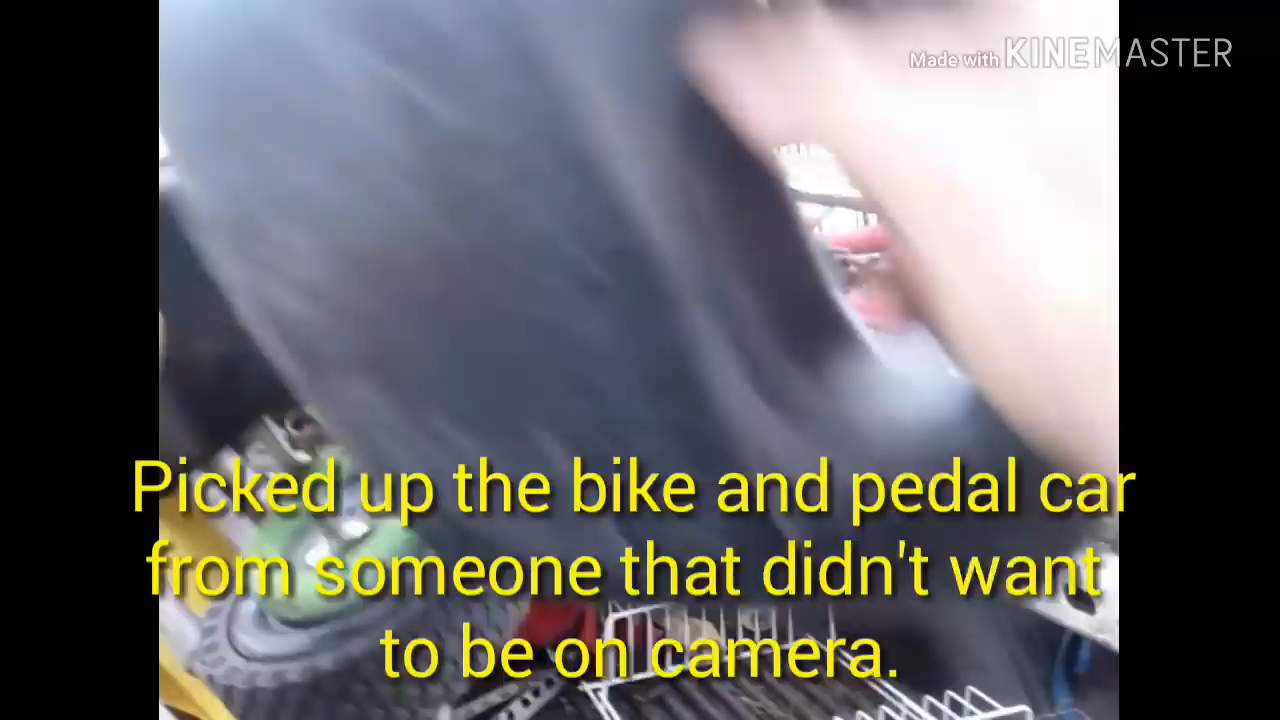 Made with KINEMASTER
Picked up the bike and pedal car
from someone that didn't want
to be on camera.